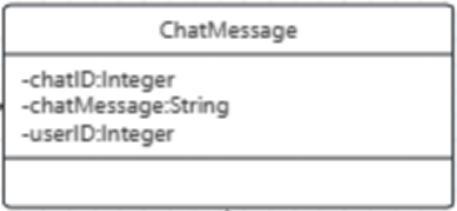 ChatMessage
-chatID:Integer
-chatMessage:String
-userID:Integer